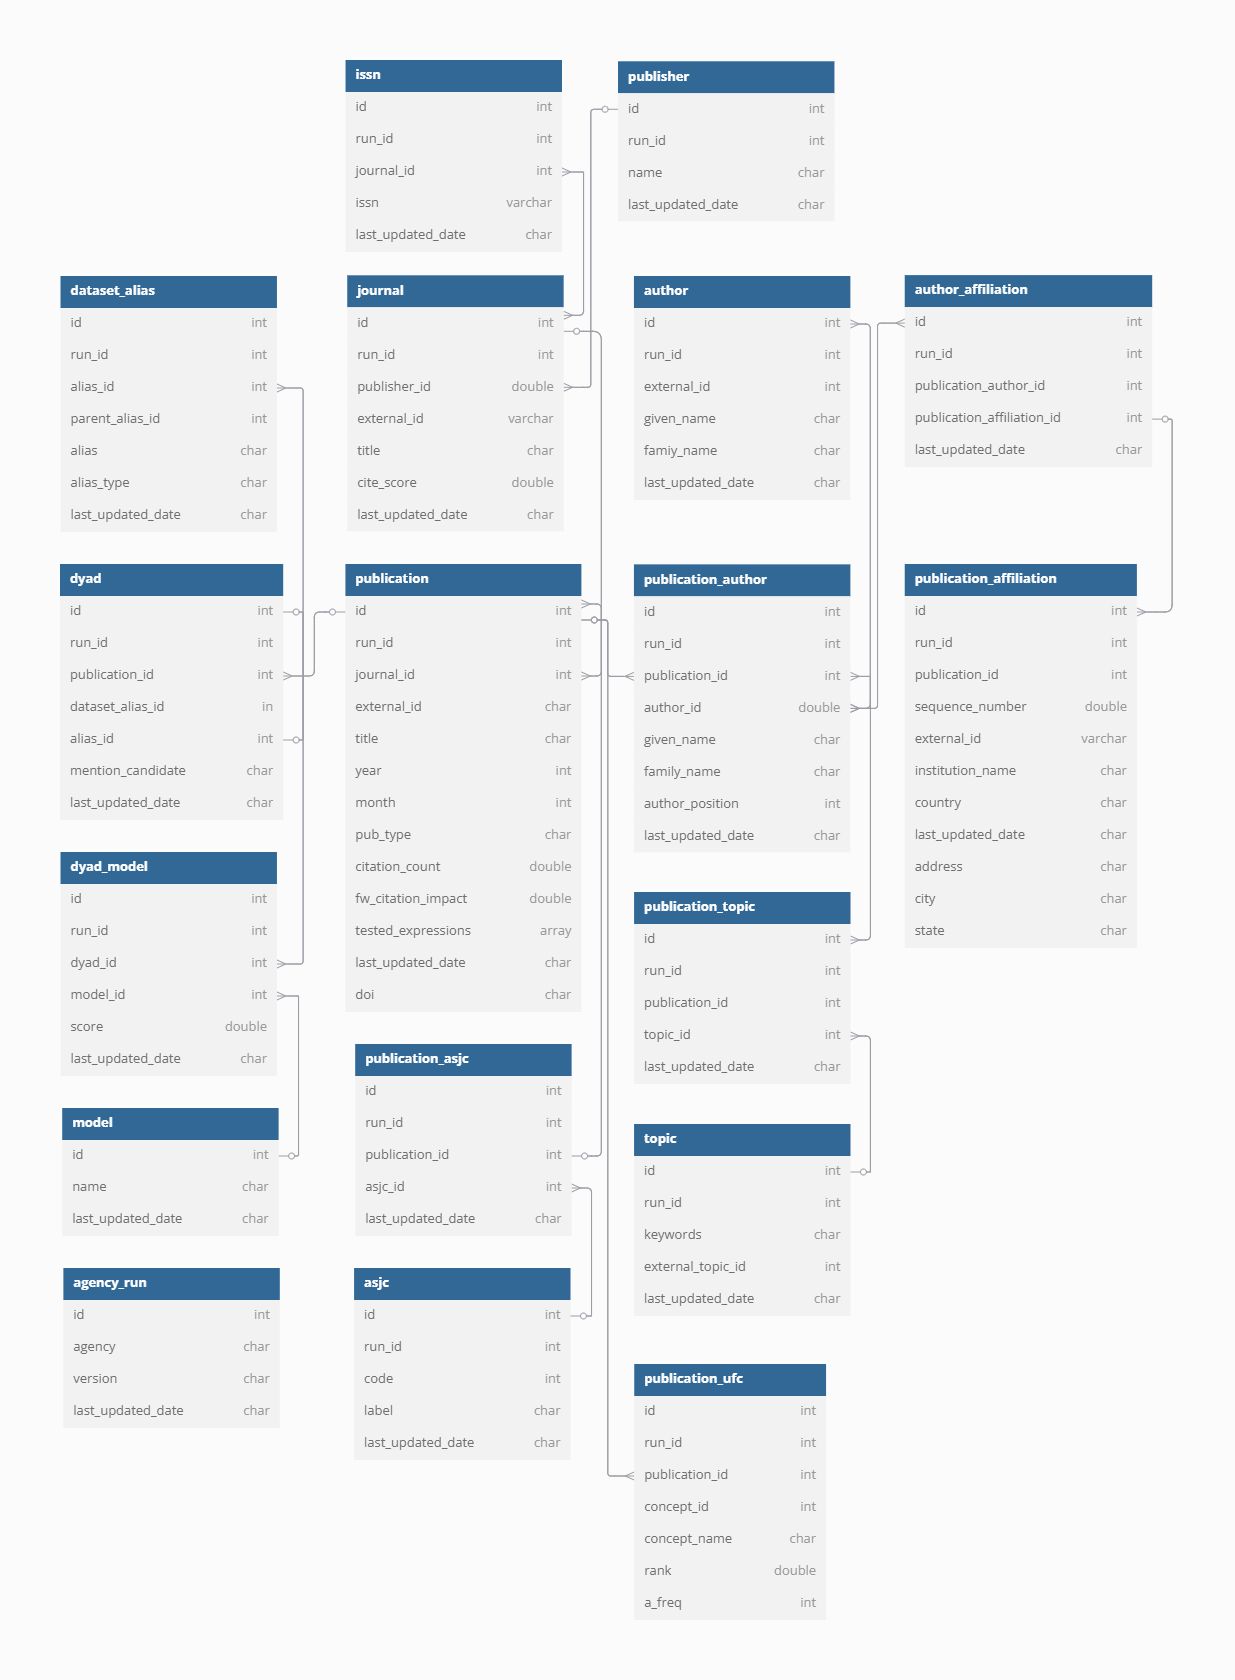 issn
id int
run_id int
journal_id int
issn varchar
last_updated_date char
publisher
id int
run_id int
name char
last_updated_date char
dataset_alias
id int
run_id int
alias_id int
parent_alias_id int
alias char
alias_type char
last_updated_date char
journal
id int
run_id int
publisher_id double
external_id varchar
title char
cite_score double
last_updated_date char
author
id int
run_id int
external_id int
given_name char
famiy_name char
last_updated_date char
author_affiliation
id int
run_id int
publication_author_id int
publication_affiliation_id int
last_updated_date char
dyad
id int
run_id int
publication_id int
dataset_alias_id in
alias_id int
mention_candidate char
last_updated_date char
publication
id int
run_id int
journal_id int
external_id char
title char
year int
month int
pub_type char
citation_count double
fw_citation_impact double
tested_expressions array
last_updated_date char
doi char
publication_author
id int
run_id int
publication_id int
author_id double
given_name char
family_name char
author_position int
last_updated_date char
publication_affiliation
id int
run_id int
publication_id int
sequence_number double
external_id varchar
institution_name char
country char
last_updated_date char
address char
city char
state char
dyad_model
id int
run_id int
dyad_id int
model_id int
score double
last_updated_date char
publication_topic
id int
run_id int
publication_id int
topic_id int
last_updated_date char
publication_asjc
id int
run_id int
publication_id int
asjc_id int
last_updated_date char
model
id int
name char
last_updated_date char
topic
id int
run_id int
keywords char
external_topic_id int
last_updated_date char
agency_run
id int
agency char
version char
last_updated_date char
asjc
id int
run_id int
code int
label char
last_updated_date char
publication_ufc
id int
run_id int
publication_id int
concept_id int
concept_name char
rank double
a_freq int